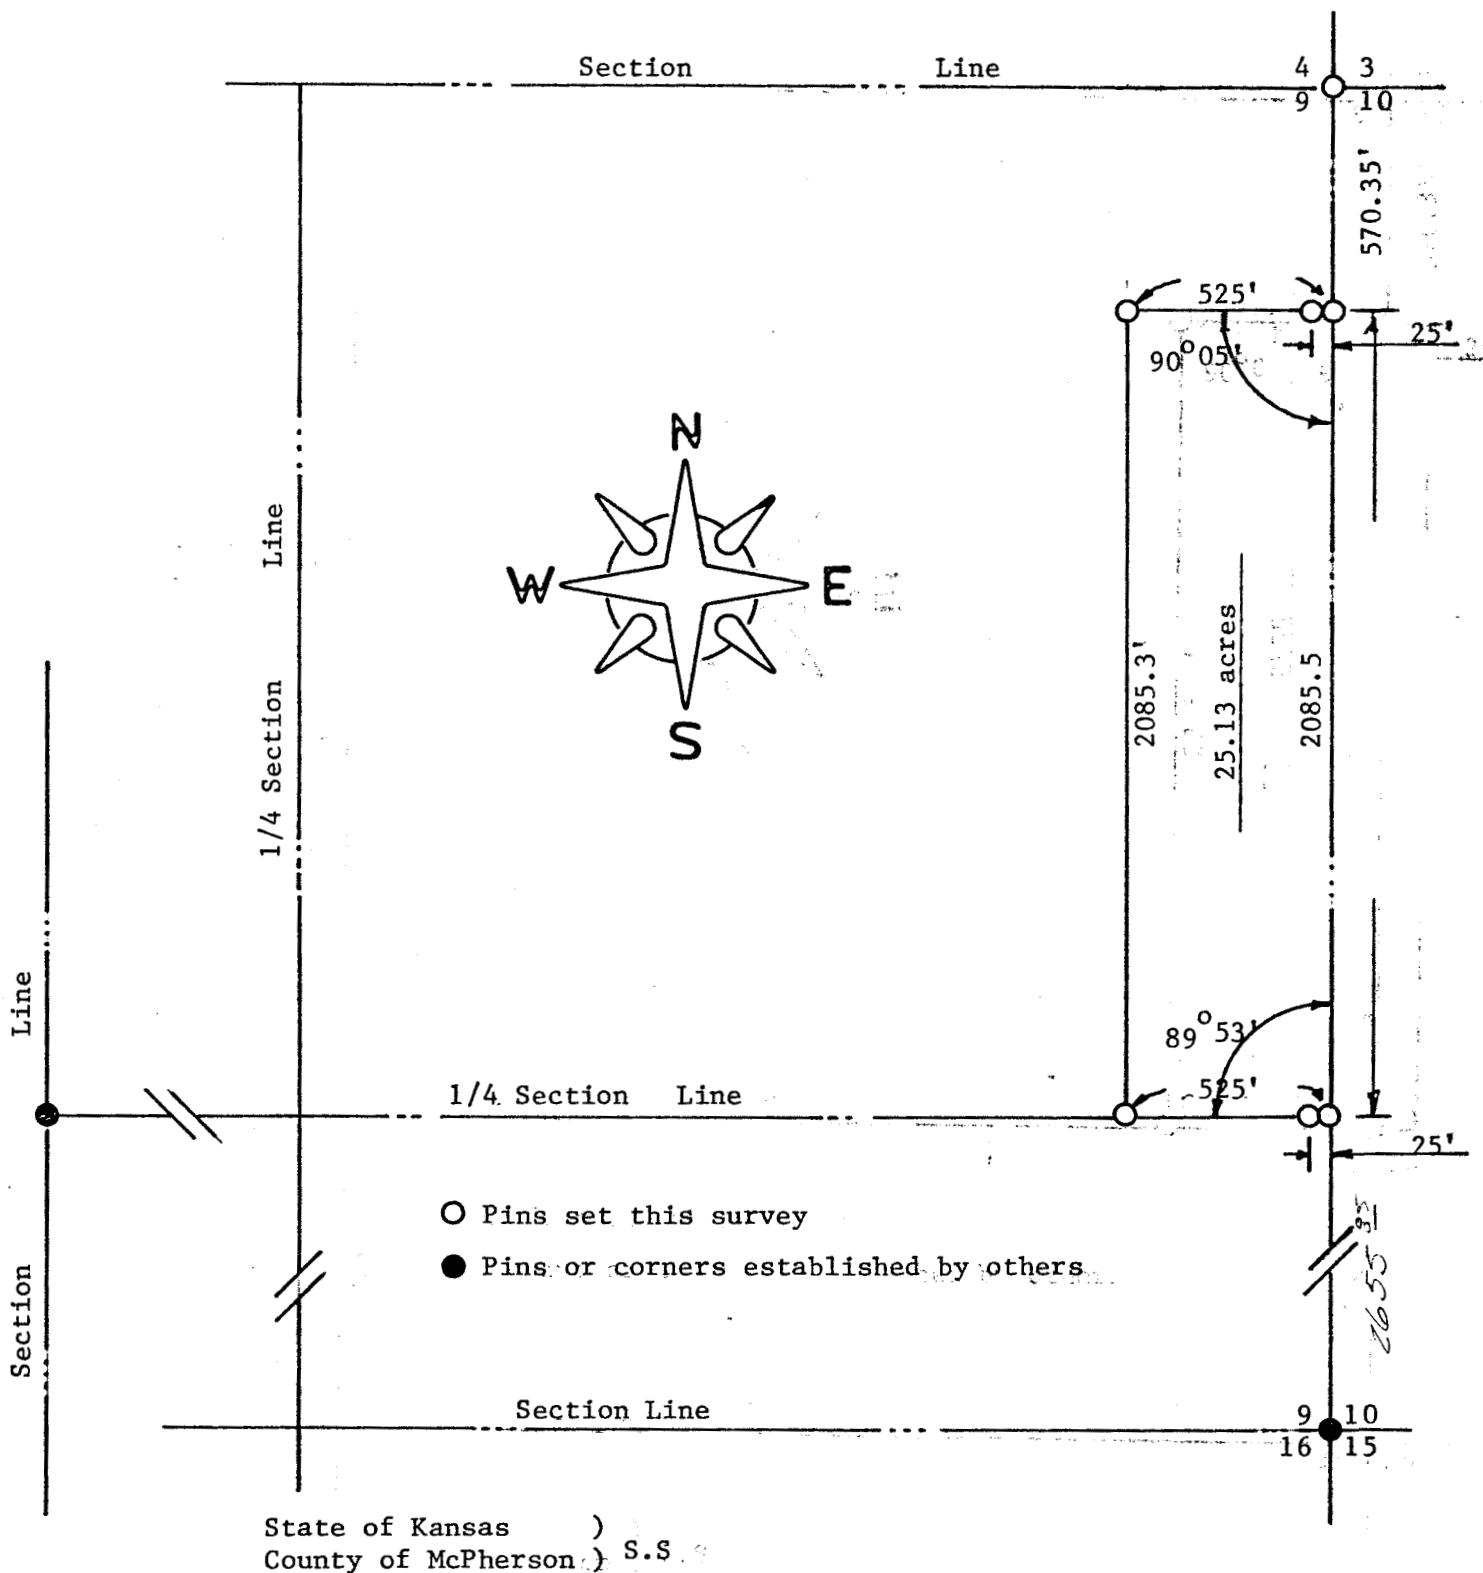 Section Line
4 3
9 10
570.35'
525'
25'
90°05'
N
W E
S
1/4 Section Line
2085.3'
25.13 acres
2085.5
Section Line
89°53'
1/4 Section Line
525'
25'
O Pins set this survey
● Pins or corners established by others
2655 35
Section Line
9 10
16 15
State of Kansas )
County of McPherson ) S.S